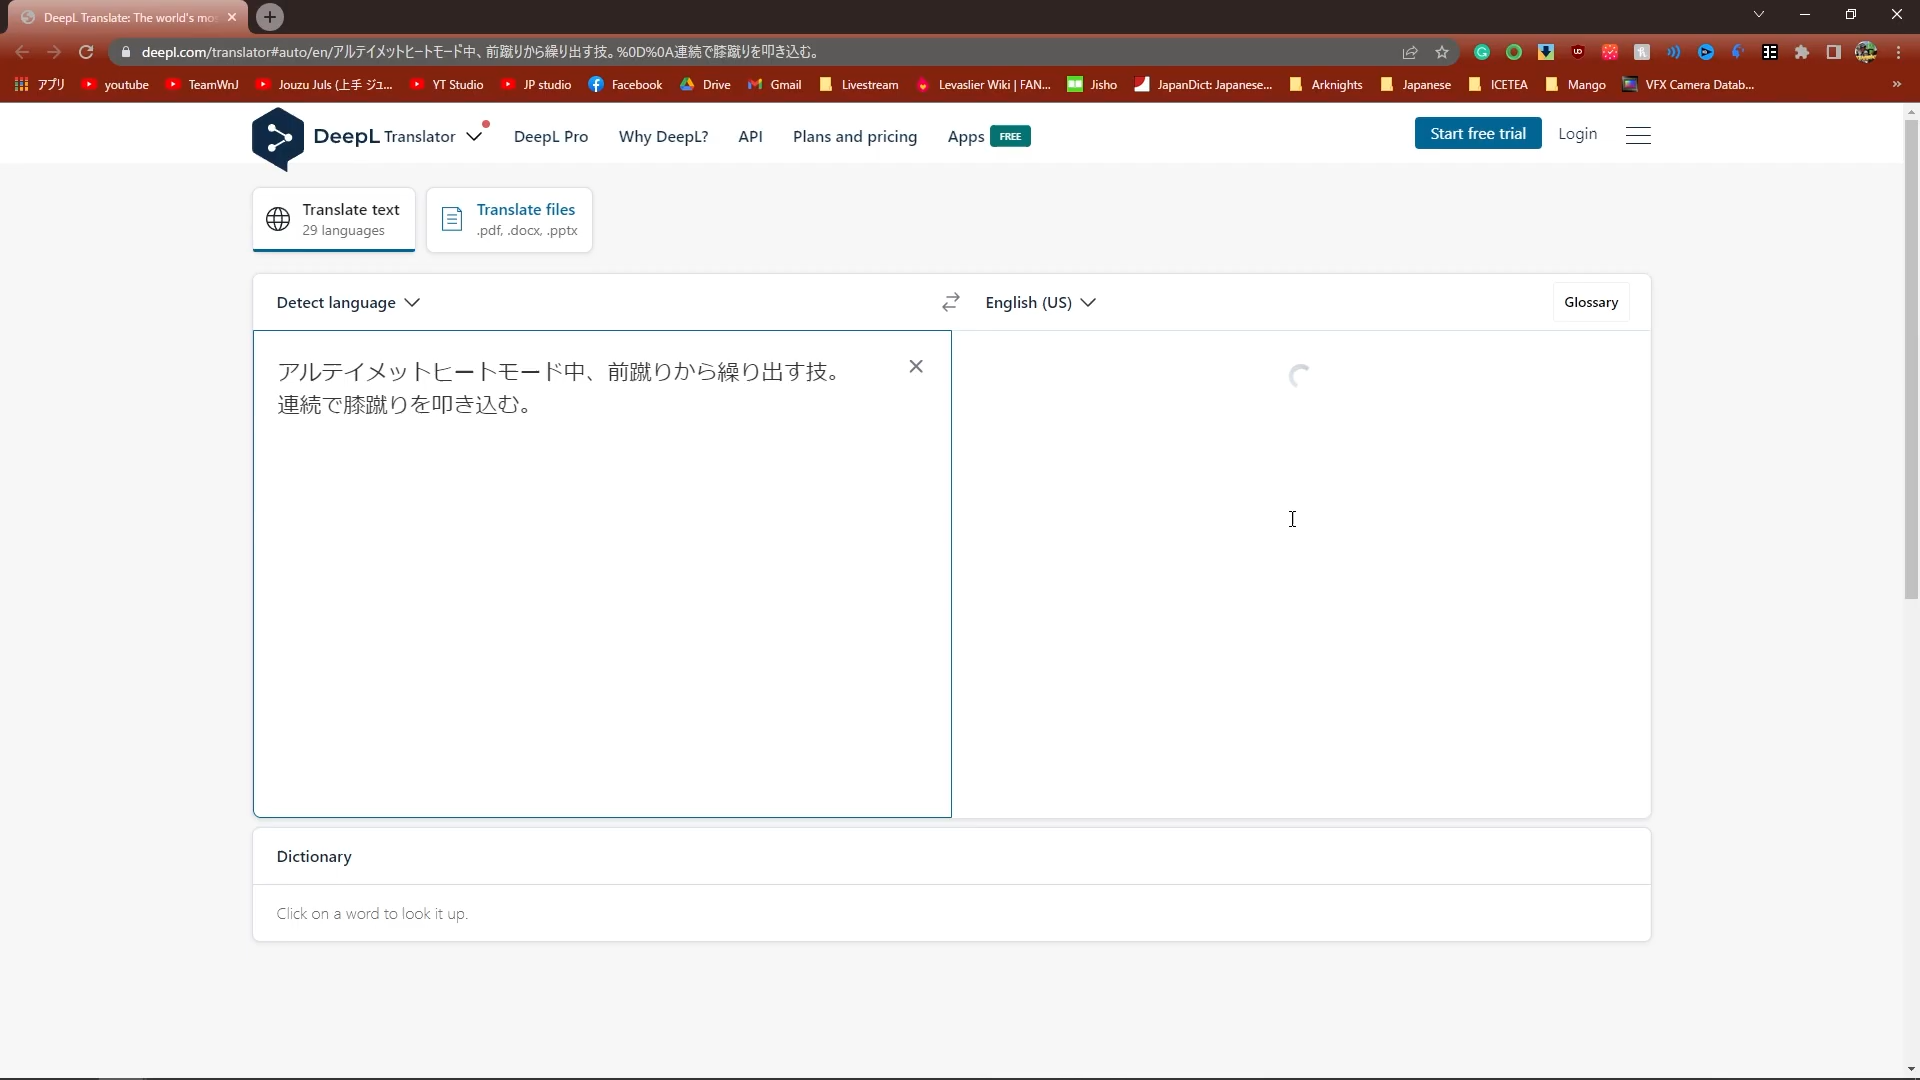 DeepL Translate: The world's mos
deepl.com/translator#auto/en/アルテイメットヒートモード中、前蹴りから繰り出す技。%0D%0A連続で膝蹴りを叩き込む。
アプリ youtube TeamWnJ Jouzu Juls (上手 ジュ... YT Studio JP studio Facebook Drive Gmail Livestream Levaslier Wiki | FAN... Jisho JapanDict: Japanese... Arknights Japanese ICETEA Mango VFX Camera Datab... »
DeepL Translator DeepL Pro Why DeepL? API Plans and pricing Apps FREE Start free trial Login
Translate text
29 languages
Translate files
.pdf, .docx, .pptx
Detect language English (US) Glossary
アルテイメットヒートモード中、前蹴りから繰り出す技。
連続で膝蹴りを叩き込む。
Dictionary
Click on a word to look it up.